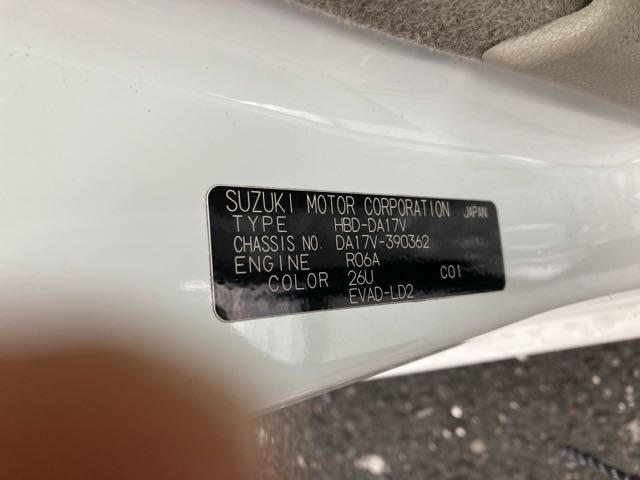 SUZUKI MOTOR CORPORATION JAPAN
TYPE HBD-DA17V
CHASSIS NO. DA17V-390362
ENGINE R06A
COLOR 26U C01
EVAD-LD2